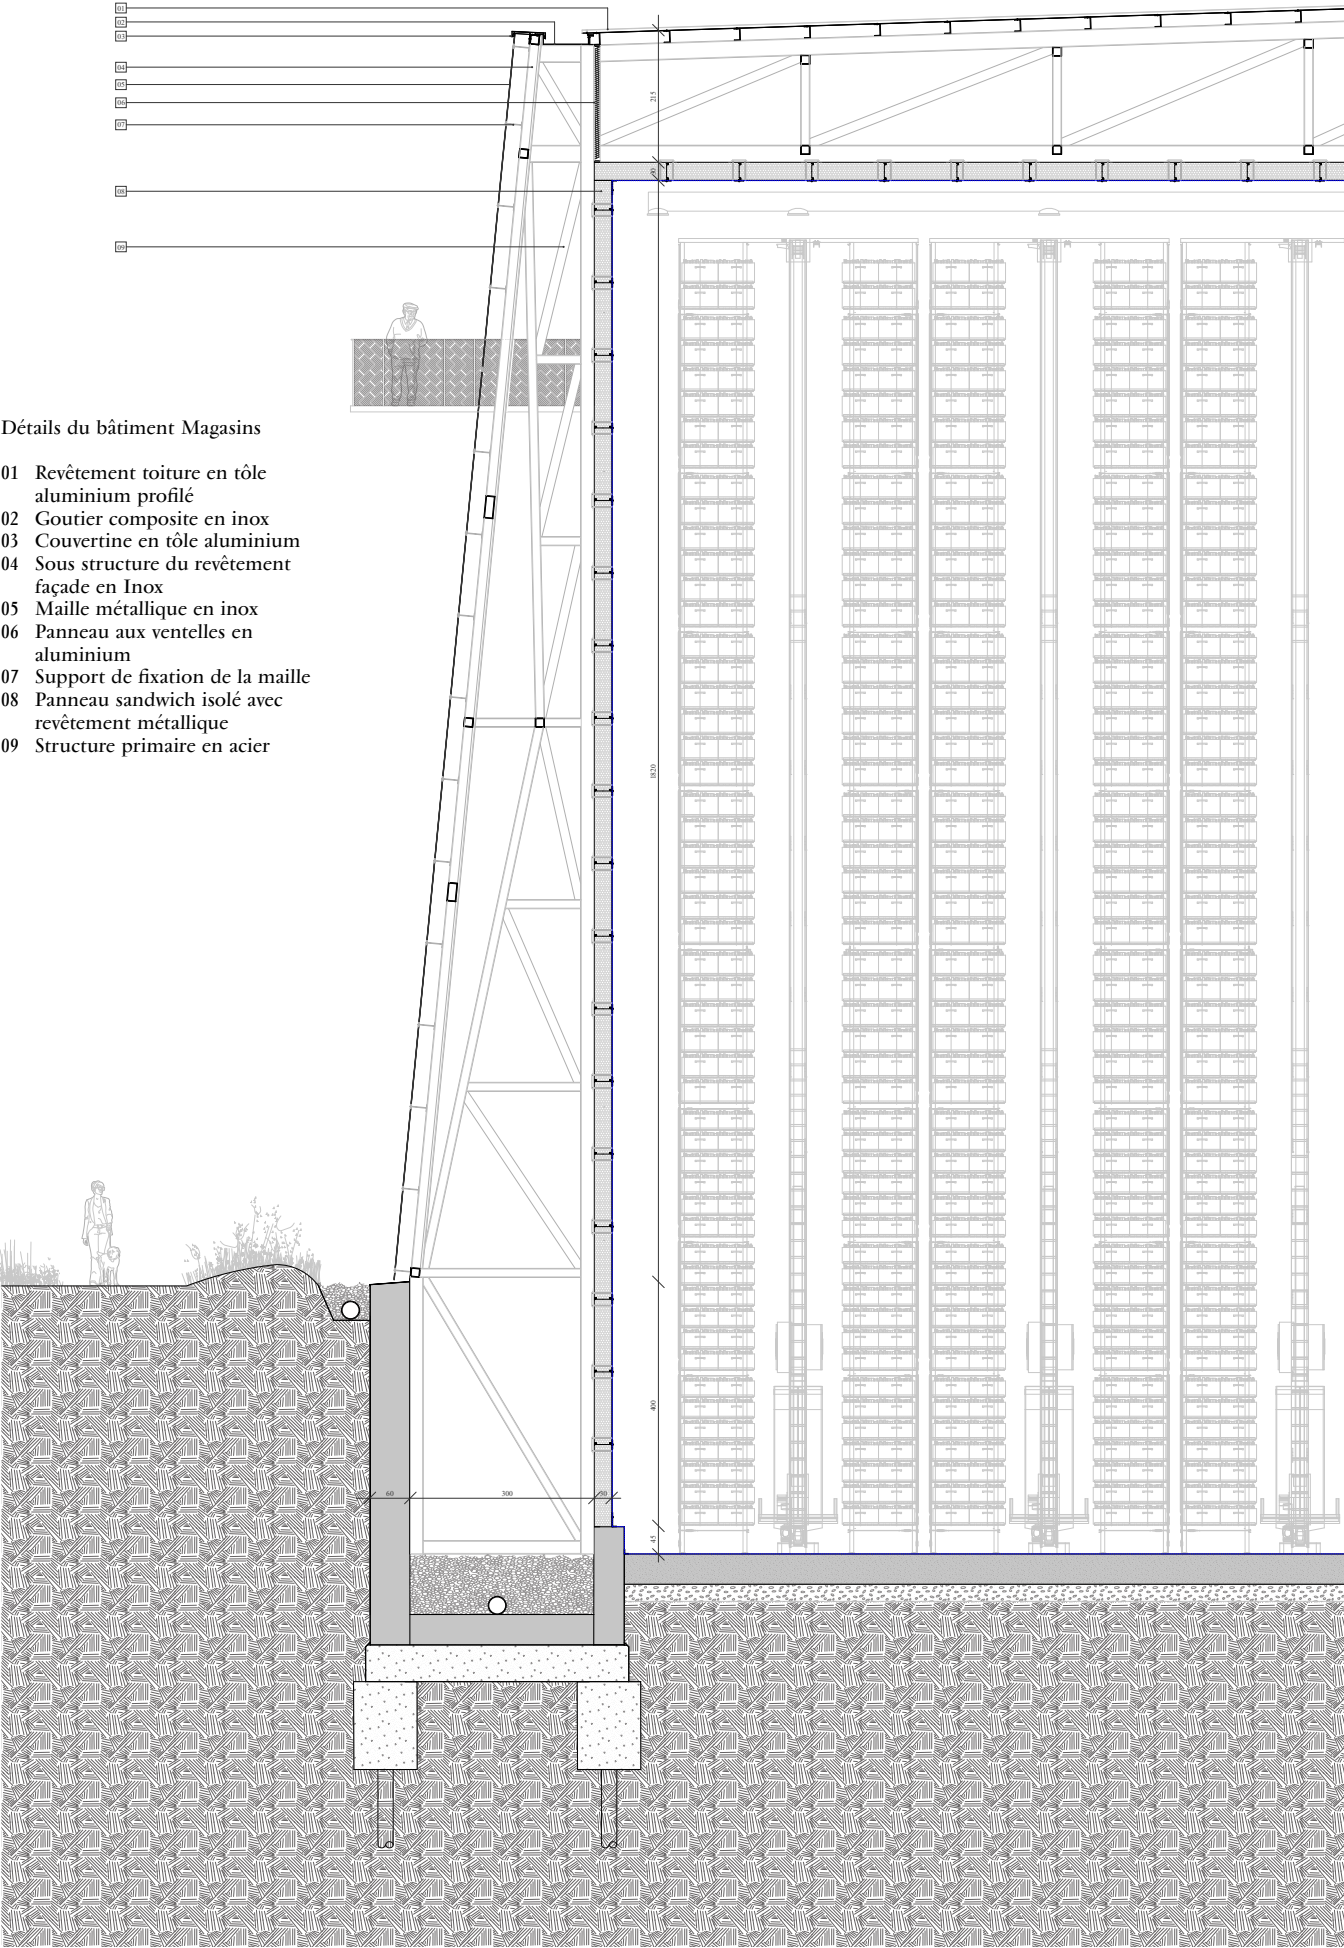 01
02
03
04
05
06
07
08
09
215
30
Détails du bâtiment Magasins
01 Revêtement toiture en tôle
aluminium profilé
02 Goutier composite en inox
03 Couvertine en tôle aluminium
04 Sous structure du revêtement
façade en Inox
05 Maille métallique en inox
06 Panneau aux ventelles en
aluminium
07 Support de fixation de la maille
08 Panneau sandwich isolé avec
revêtement métallique
09 Structure primaire en acier
1820
400
60 300 30
45